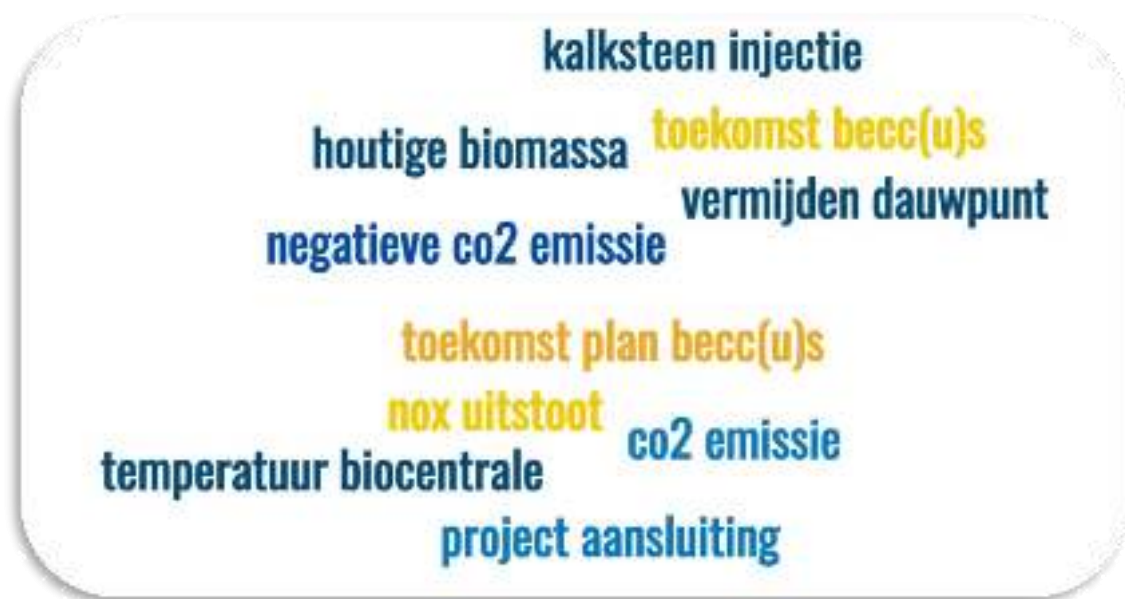 kalksteen injectie
toekomst becc(u)s
houtige biomassa
vermijden dauwpunt
negatieve co2 emissie
toekomst plan becc(u)s
nox uitstoot
co2 emissie
temperatuur biocentrale
project aansluiting